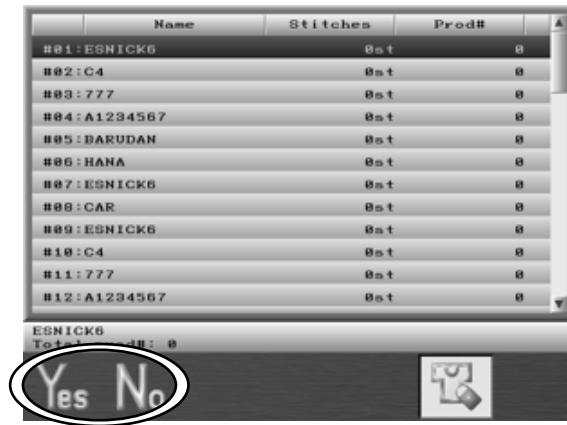 Name Stitches Prod#
#01:ESNICK6 0st 0
#02:C4 0st 0
#03:777 0st 0
#04:A1234567 0st 0
#05:BARUDAN 0st 0
#06:HANA 0st 0
#07:ESNICK6 0st 0
#08:CAR 0st 0
#09:ESNICK6 0st 0
#10:C4 0st 0
#11:777 0st 0
#12:A1234567 0st 0
ESNICK6
Total prod#: 0
Yes No